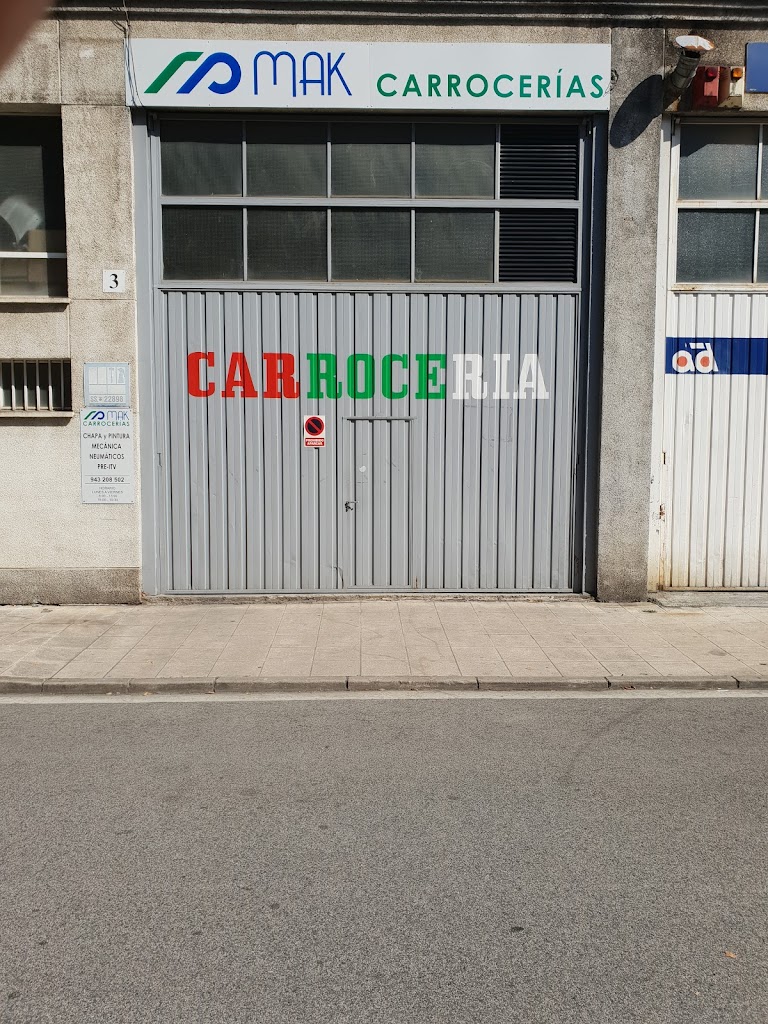 MAK CARROCERÍAS
3
CARROCERIA
MAK
CARROCERÍAS
CHAPA y PINTURA
MECÁNICA
NEUMÁTICOS
PRE-ITV
943 208 502
ad